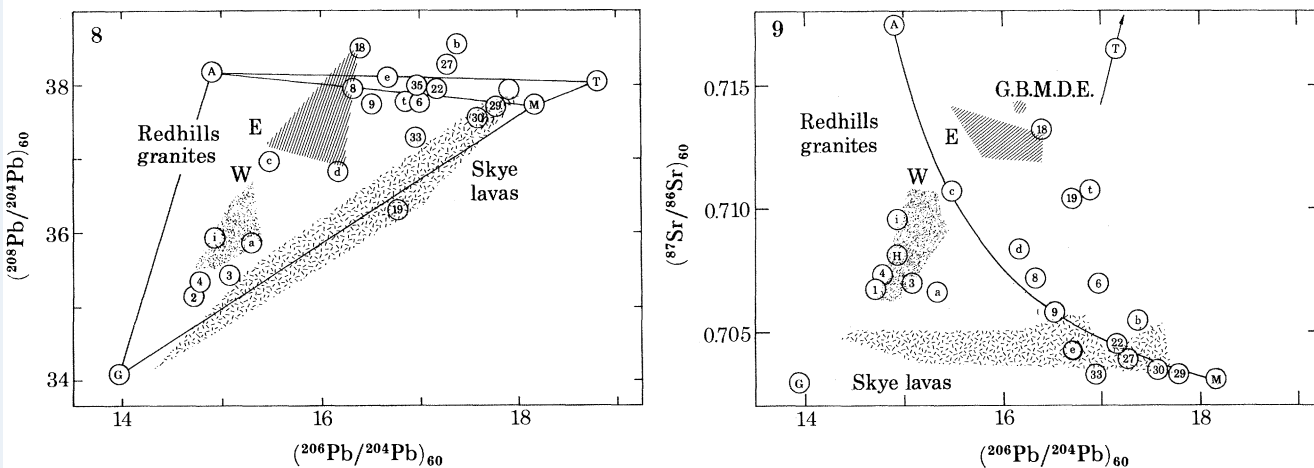 8
(²⁰⁸Pb/²⁰⁴Pb)₆₀
38
36
34
14
16
18
(²⁰⁶Pb/²⁰⁴Pb)₆₀
A
18
b
27
e
35
T
8
22
9
t
6
29
M
30
33
E
Redhills
granites
c
d
W
Skye
lavas
19
i
a
4
3
2
G
9
(⁸⁷Sr/⁸⁶Sr)₆₀
0.715
0.710
0.705
14
15
16
17
18
(²⁰⁶Pb/²⁰⁴Pb)₆₀
A
T
G.B.M.D.E.
Redhills
granites
E
18
W
c
19
t
i
H
d
4
8
1
3
a
6
9
b
22
e
27
33
30
29
M
G
Skye lavas